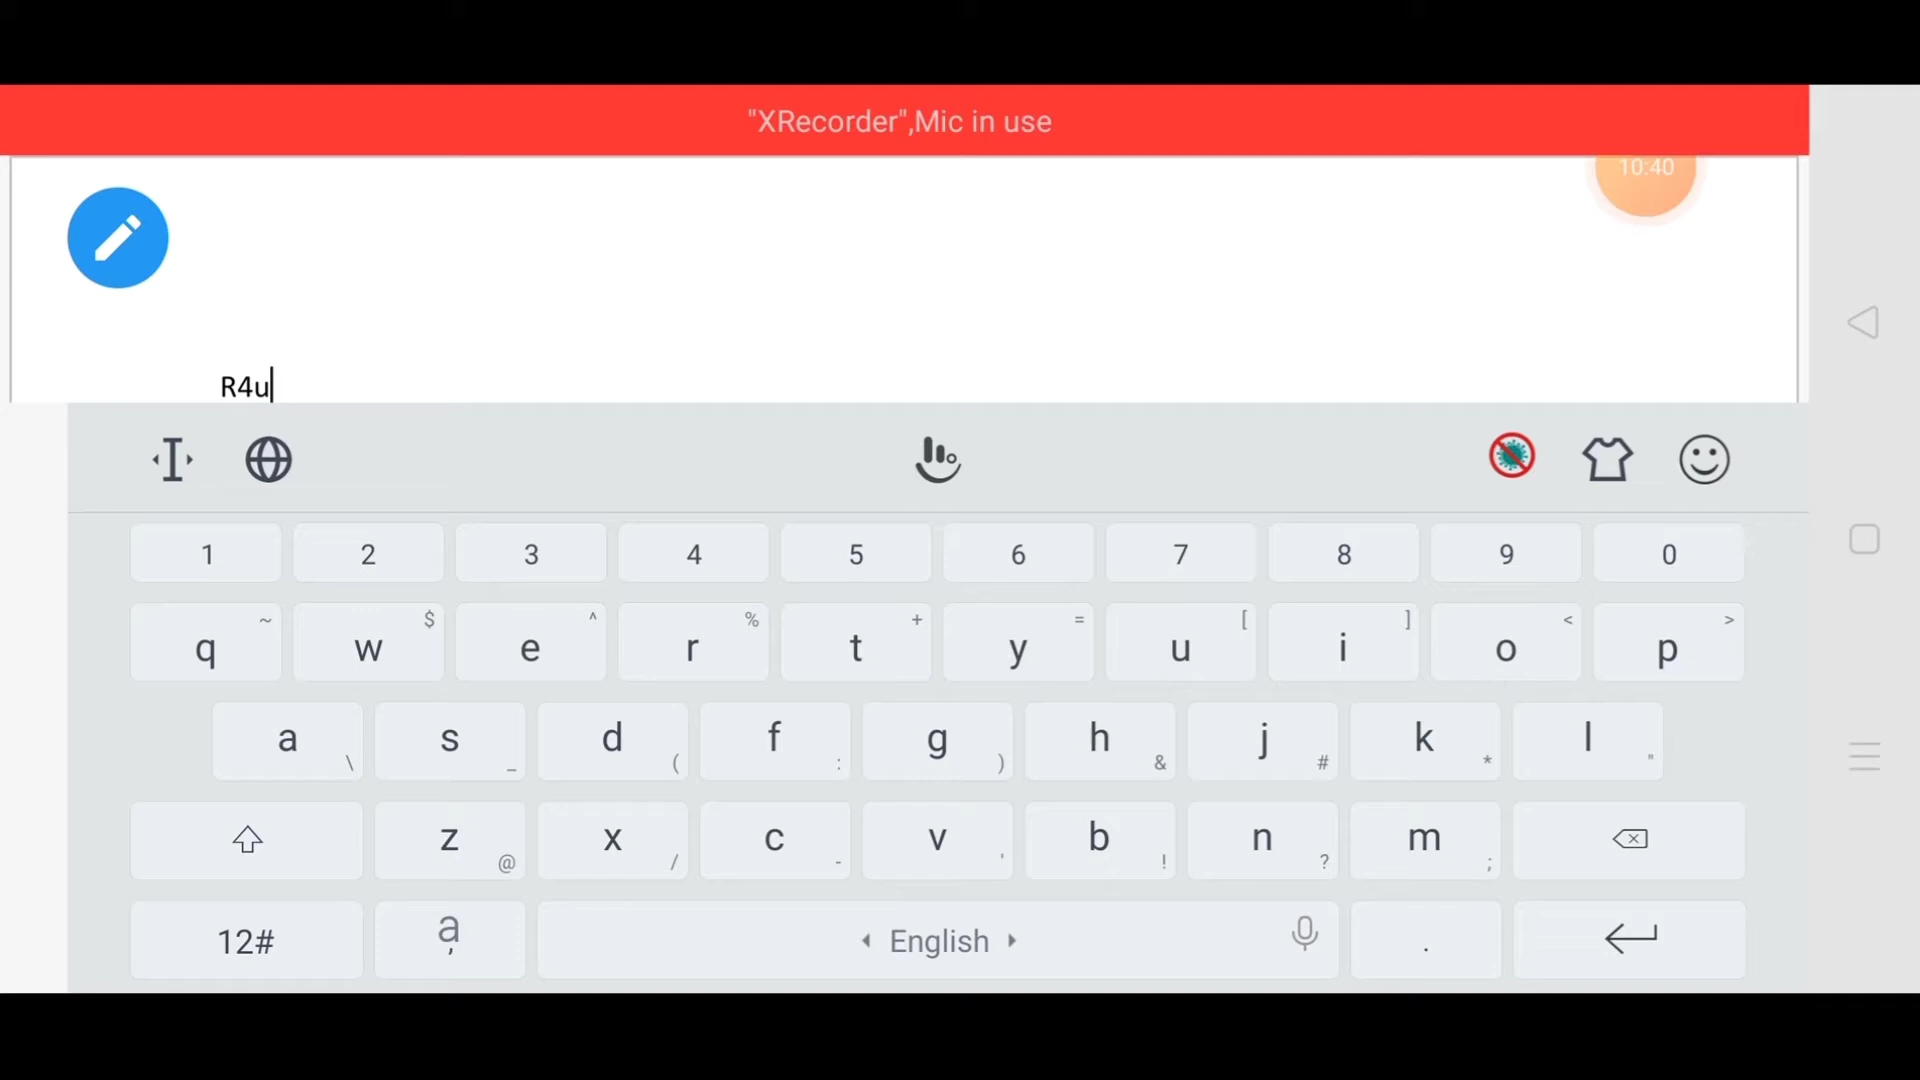 "XRecorder",Mic in use
10:40
R4u
1 2 3 4 5 6 7 8 9 0
~ $ ^ % + = [ ] < >
q w e r t y u i o p
a s d f g h j k l
\ _ ( : ) & # * "
z x c v b n m
@ / - ' ! ? ;
12# a , English .